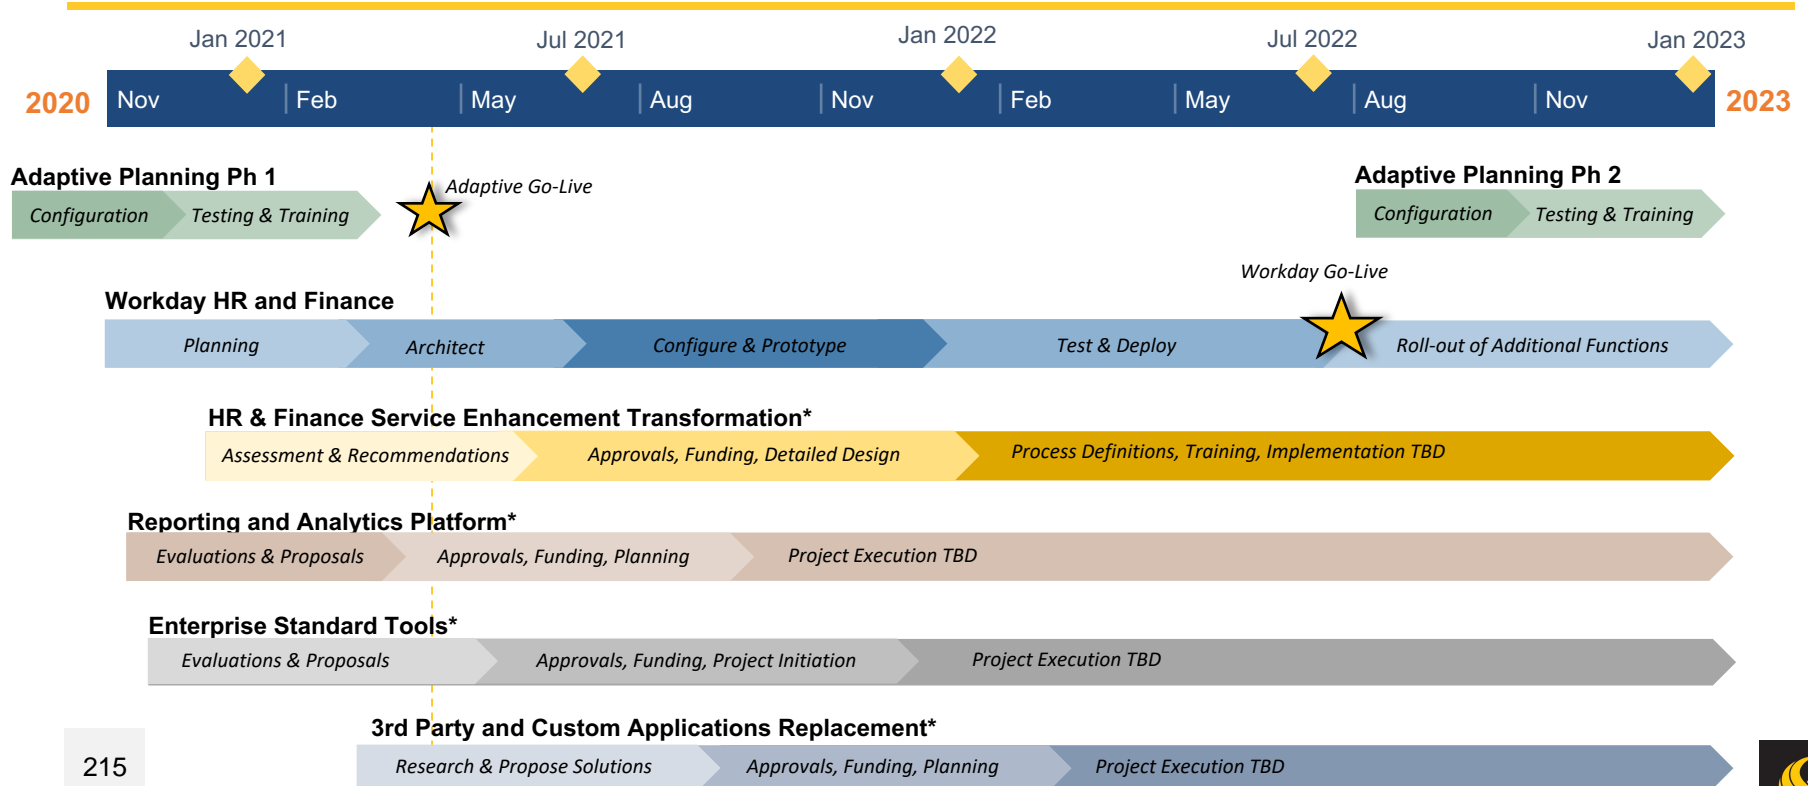 Jan 2021 Jul 2021 Jan 2022 Jul 2022 Jan 2023
2020 Nov Feb May Aug Nov Feb May Aug Nov 2023
Adaptive Planning Ph 1
Configuration Testing & Training
Adaptive Go-Live
Adaptive Planning Ph 2
Configuration Testing & Training
Workday Go-Live
Workday HR and Finance
Planning Architect Configure & Prototype Test & Deploy Roll-out of Additional Functions
HR & Finance Service Enhancement Transformation*
Assessment & Recommendations Approvals, Funding, Detailed Design Process Definitions, Training, Implementation TBD
Reporting and Analytics Platform*
Evaluations & Proposals Approvals, Funding, Planning Project Execution TBD
Enterprise Standard Tools*
Evaluations & Proposals Approvals, Funding, Project Initiation Project Execution TBD
3rd Party and Custom Applications Replacement*
Research & Propose Solutions Approvals, Funding, Planning Project Execution TBD
215